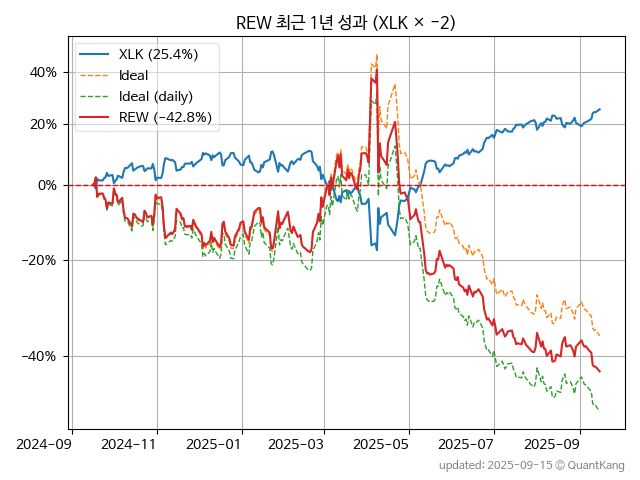 REW 최근 1년 성과 (XLK × −2)
XLK (25.4%)
Ideal
Ideal (daily)
REW (−42.8%)
40%
20%
0%
−20%
−40%
2024-09 2024-11 2025-01 2025-03 2025-05 2025-07 2025-09
updated: 2025-09-15 © QuantKang